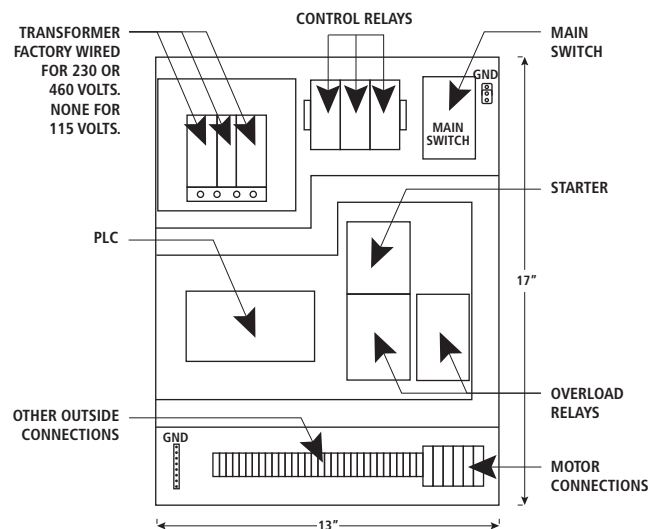 TRANSFORMER
FACTORY WIRED
FOR 230 OR
460 VOLTS.
NONE FOR
115 VOLTS.
CONTROL RELAYS
MAIN
SWITCH
GND
MAIN
SWITCH
STARTER
PLC
17”
OVERLOAD
RELAYS
OTHER OUTSIDE
CONNECTIONS
GND
MOTOR
CONNECTIONS
13”